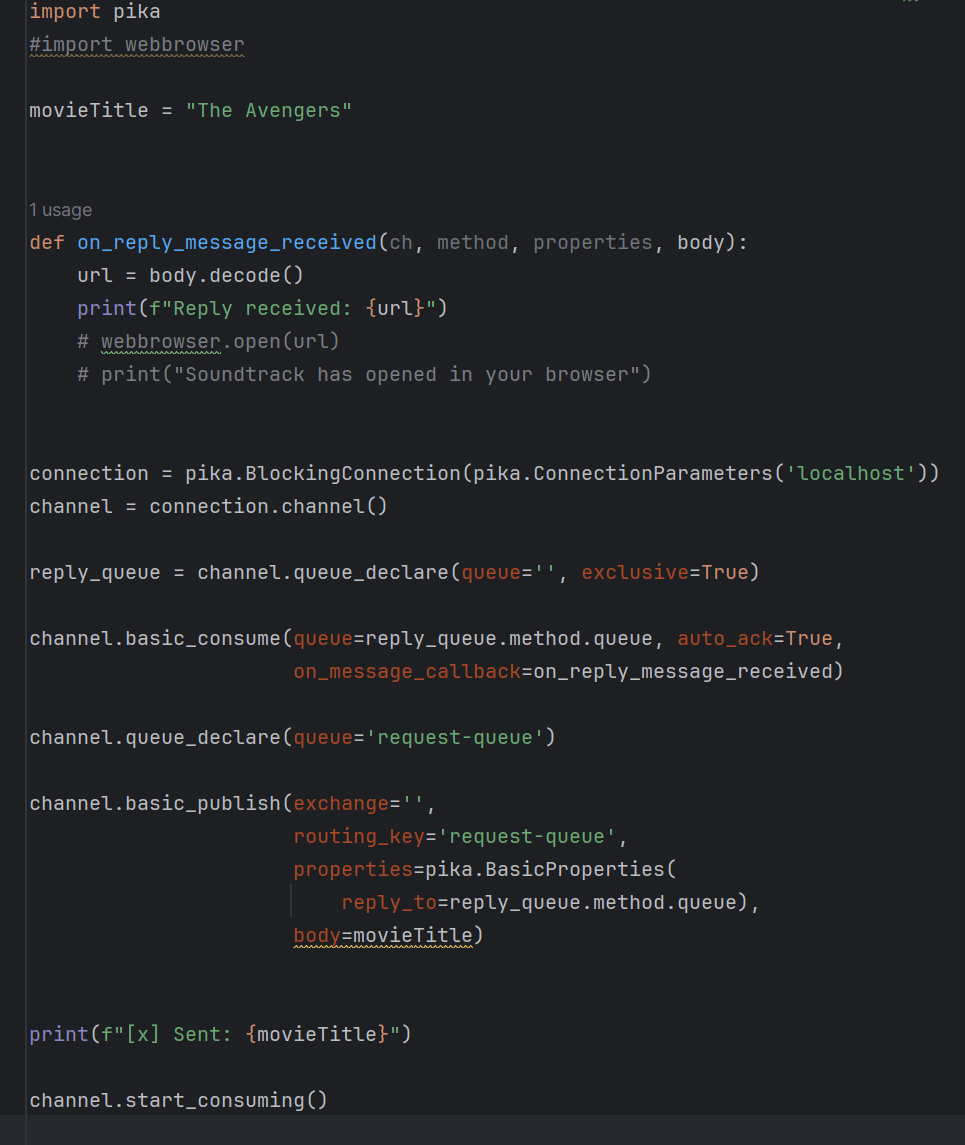 import pika
#import webbrowser
movieTitle = "The Avengers"
1 usage
def on_reply_message_received(ch, method, properties, body):
    url = body.decode()
    print(f"Reply received: {url}")
    # webbrowser.open(url)
    # print("Soundtrack has opened in your browser")
connection = pika.BlockingConnection(pika.ConnectionParameters('localhost'))
channel = connection.channel()
reply_queue = channel.queue_declare(queue='', exclusive=True)
channel.basic_consume(queue=reply_queue.method.queue, auto_ack=True,
                      on_message_callback=on_reply_message_received)
channel.queue_declare(queue='request-queue')
channel.basic_publish(exchange='',
                      routing_key='request-queue',
                      properties=pika.BasicProperties(
                          reply_to=reply_queue.method.queue),
                      body=movieTitle)
print(f"[x] Sent: {movieTitle}")
channel.start_consuming()